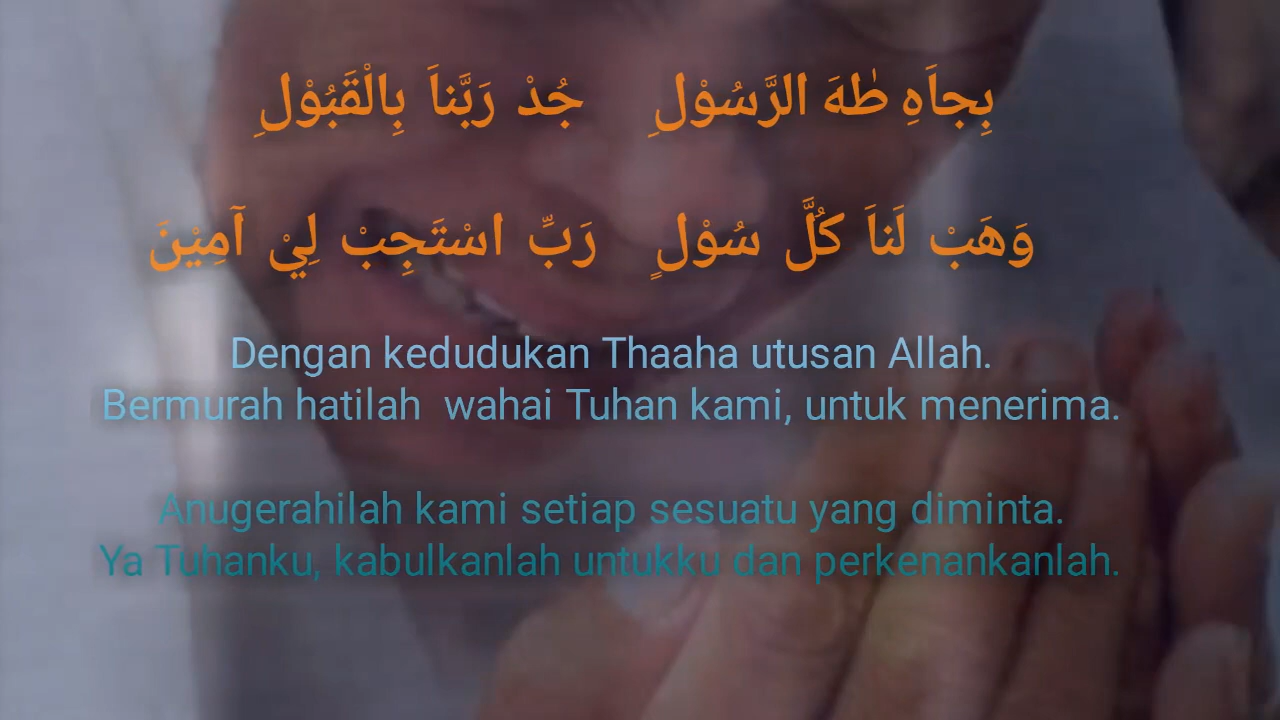 بِجاَهِ طٰهَ الرَّسُوْلِ جُدْ رَبَّناَ بِالْقَبُوْلِ
وَهَبْ لَناَ كُلَّ سُوْلٍ رَبِّ اسْتَجِبْ لِيْ آمِيْنَ
Dengan kedudukan Thaaha utusan Allah.
Bermurah hatilah wahai Tuhan kami, untuk menerima.
Anugerahilah kami setiap sesuatu yang diminta.
Ya Tuhanku, kabulkanlah untukku dan perkenankanlah.